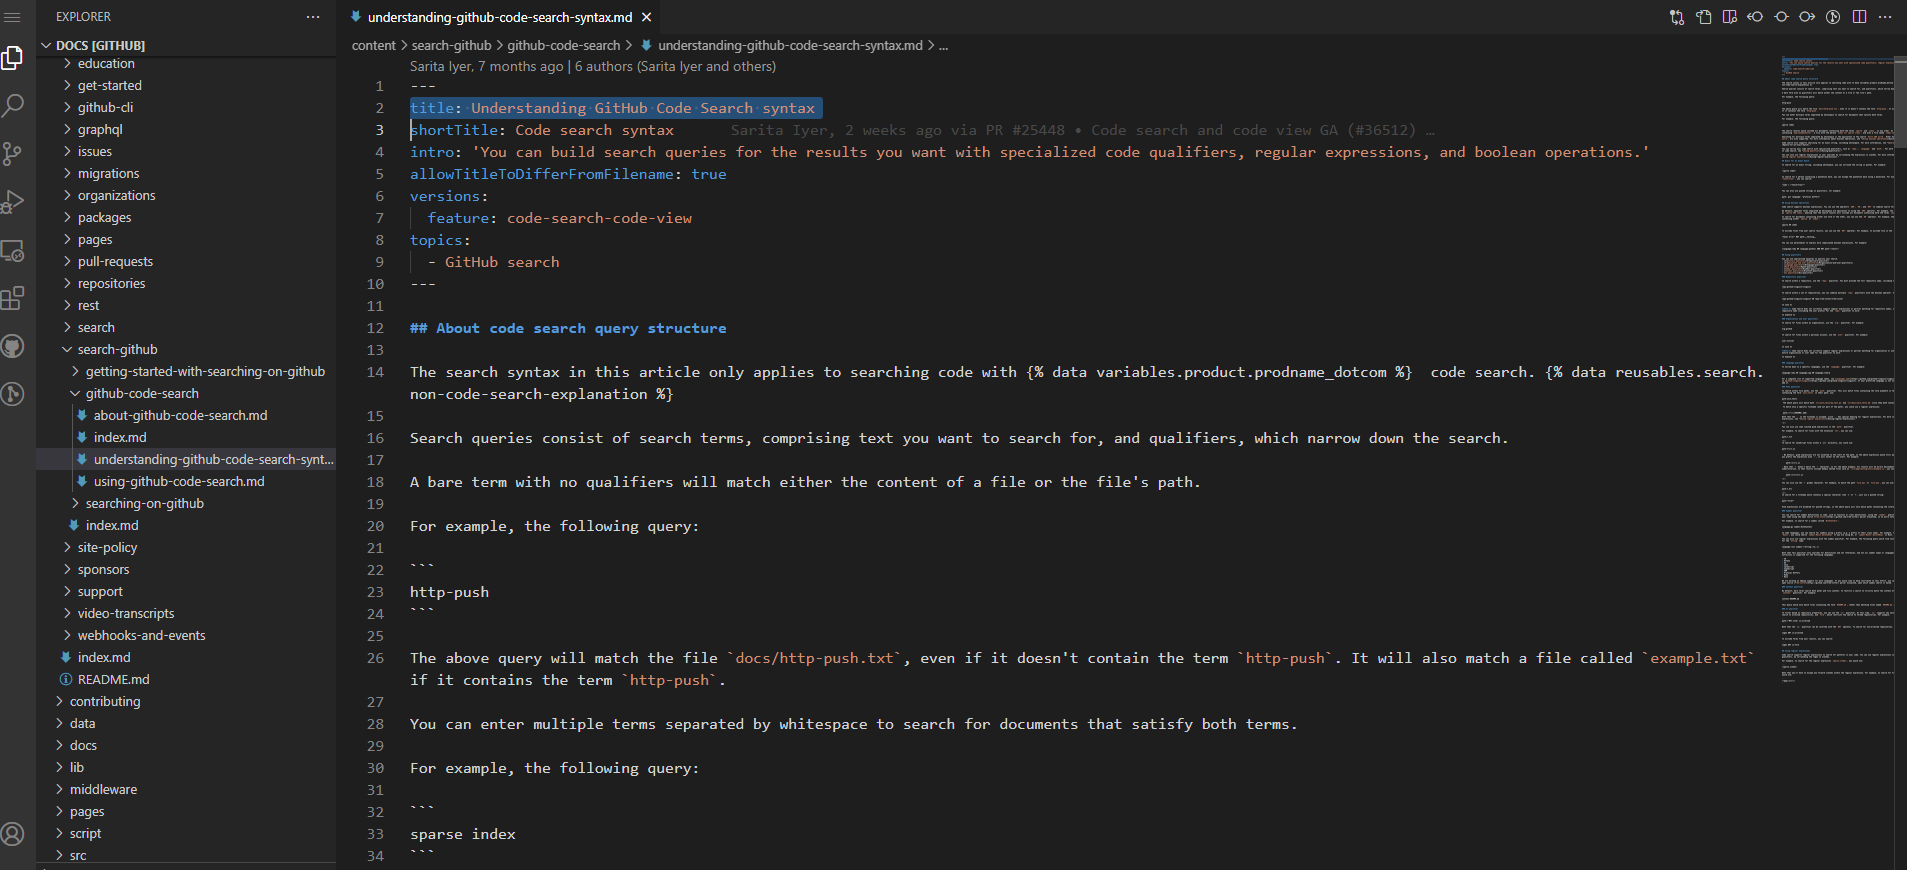 EXPLORER
DOCS [GITHUB]
education
get-started
github-cli
graphql
issues
migrations
organizations
packages
pages
pull-requests
repositories
rest
search
search-github
getting-started-with-searching-on-github
github-code-search
about-github-code-search.md
index.md
understanding-github-code-search-synt...
using-github-code-search.md
searching-on-github
index.md
site-policy
sponsors
support
video-transcripts
webhooks-and-events
index.md
README.md
contributing
data
docs
lib
middleware
pages
script
src
understanding-github-code-search-syntax.md
content > search-github > github-code-search > understanding-github-code-search-syntax.md > ...
Sarita Iyer, 7 months ago | 6 authors (Sarita Iyer and others)
1 ---
2 title: Understanding GitHub Code Search syntax
3 shortTitle: Code search syntax Sarita Iyer, 2 weeks ago via PR #25448 • Code search and code view GA (#36512) …
4 intro: 'You can build search queries for the results you want with specialized code qualifiers, regular expressions, and boolean operations.'
5 allowTitleToDifferFromFilename: true
6 versions:
7 feature: code-search-code-view
8 topics:
9 - GitHub search
10 ---
11
12 ## About code search query structure
13
14 The search syntax in this article only applies to searching code with {% data variables.product.prodname_dotcom %}  code search. {% data reusables.search.
non-code-search-explanation %}
15
16 Search queries consist of search terms, comprising text you want to search for, and qualifiers, which narrow down the search.
17
18 A bare term with no qualifiers will match either the content of a file or the file's path.
19
20 For example, the following query:
21
22 ```
23 http-push
24 ```
25
26 The above query will match the file `docs/http-push.txt`, even if it doesn't contain the term `http-push`. It will also match a file called `example.txt`
if it contains the term `http-push`.
27
28 You can enter multiple terms separated by whitespace to search for documents that satisfy both terms.
29
30 For example, the following query:
31
32 ```
33 sparse index
34 ```